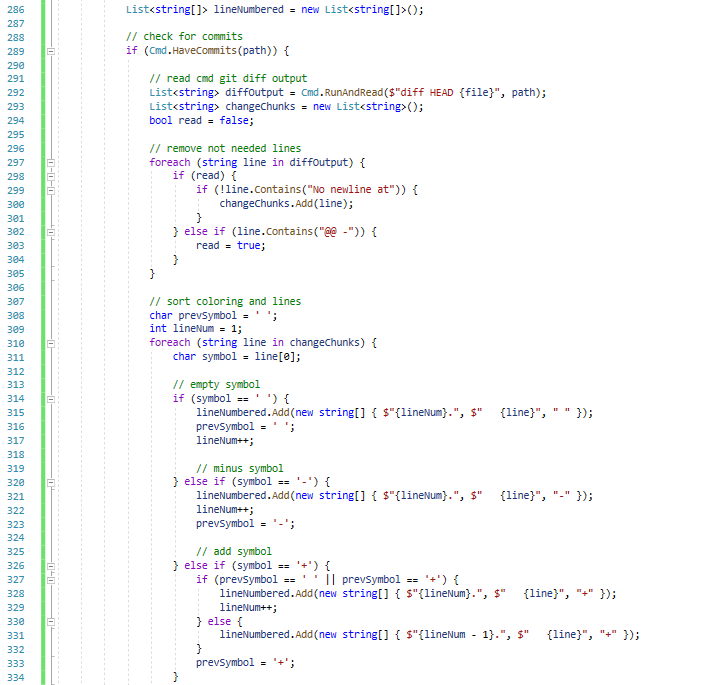 286 List<string[]> lineNumbered = new List<string[]>();
287
288 // check for commits
289 if (Cmd.HaveCommits(path)) {
290
291 // read cmd git diff output
292 List<string> diffOutput = Cmd.RunAndRead($"diff HEAD {file}", path);
293 List<string> changeChunks = new List<string>();
294 bool read = false;
295
296 // remove not needed lines
297 foreach (string line in diffOutput) {
298 if (read) {
299 if (!line.Contains("No newline at")) {
300 changeChunks.Add(line);
301 }
302 } else if (line.Contains("@@ -")) {
303 read = true;
304 }
305 }
306
307 // sort coloring and lines
308 char prevSymbol = ' ';
309 int lineNum = 1;
310 foreach (string line in changeChunks) {
311 char symbol = line[0];
312
313 // empty symbol
314 if (symbol == ' ') {
315 lineNumbered.Add(new string[] { $"{lineNum}.", $"   {line}", " " });
316 prevSymbol = ' ';
317 lineNum++;
318
319 // minus symbol
320 } else if (symbol == '-') {
321 lineNumbered.Add(new string[] { $"{lineNum}.", $"   {line}", "-" });
322 lineNum++;
323 prevSymbol = '-';
324
325 // add symbol
326 } else if (symbol == '+') {
327 if (prevSymbol == ' ' || prevSymbol == '+') {
328 lineNumbered.Add(new string[] { $"{lineNum}.", $"   {line}", "+" });
329 lineNum++;
330 } else {
331 lineNumbered.Add(new string[] { $"{lineNum - 1}.", $"   {line}", "+" });
332 }
333 prevSymbol = '+';
334 }